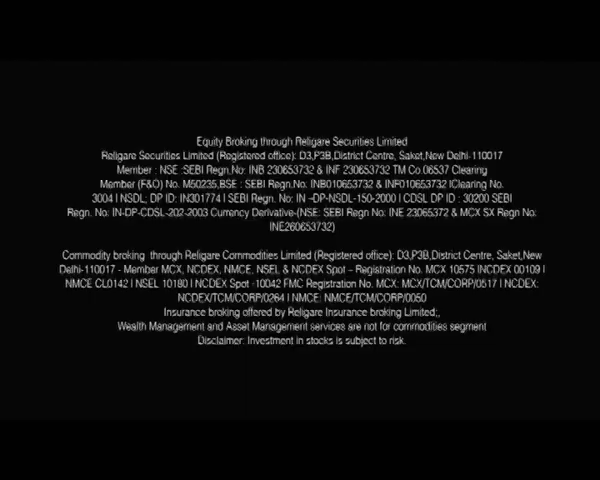 Equity Broking through Religare Securities Limited
Religare Securities Limited (Registered office): D3,P3B,District Centre, Saket,New Delhi-110017
Member : NSE :SEBI Regn.No: INB 230653732 & INF 230653732 TM Co.06537 Clearing
Member (F&O) No. M50235,BSE : SEBI Regn.No: INB010653732 & INF010653732 |Clearing No.
3004 | NSDL: DP ID: IN301774 | SEBI Regn. No: IN -DP-NSDL-150-2000 | CDSL DP ID : 30200 SEBI
Regn. No: IN-DP-CDSL-202-2003 Currency Derivative-(NSE: SEBI Regn No: INE 23065372 & MCX SX Regn No:
INE260653732)
Commodity broking through Religare Commodities Limited (Registered office): D3,P3B,District Centre, Saket,New
Delhi-110017 - Member MCX, NCDEX, NMCE, NSEL & NCDEX Spot – Registration No. MCX 10575 |NCDEX 00109 |
NMCE CL0142 | NSEL 10180 | NCDEX Spot :10042 FMC Registration No. MCX: MCX/TCM/CORP/0517 | NCDEX:
NCDEX/TCM/CORP/0264 | NMCE: NMCE/TCM/CORP/0050
Insurance broking offered by Religare Insurance broking Limited;,
Wealth Management and Asset Management services are not for commodities segment
Disclaimer: Investment in stocks is subject to risk.